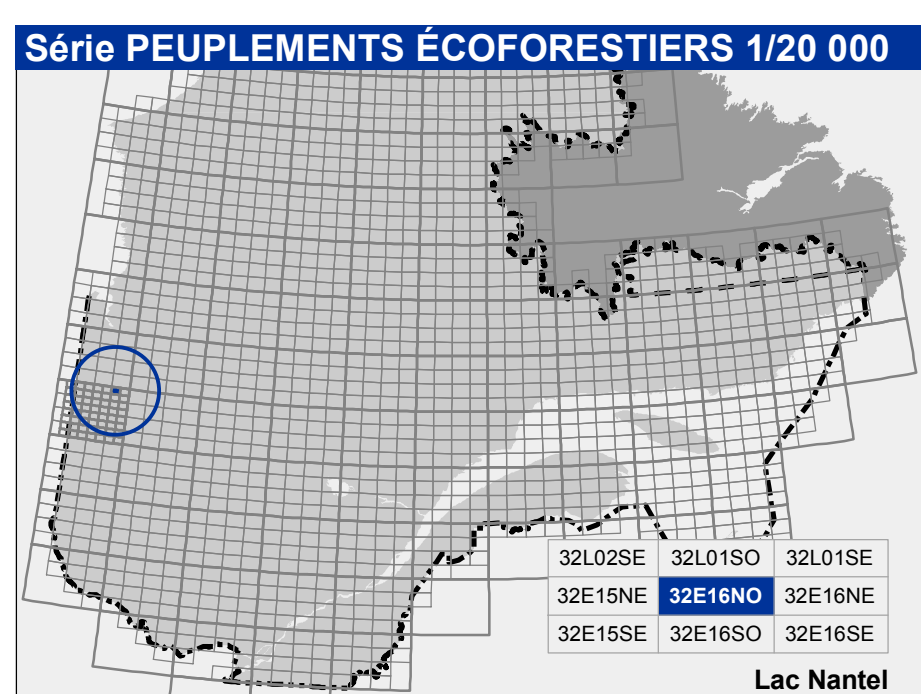 Série PEUPLEMENTS ÉCOFORESTIERS 1/20 000
32L02SE 32L01SO 32L01SE
32E15NE 32E16NO 32E16NE
32E15SE 32E16SO 32E16SE
Lac Nantel